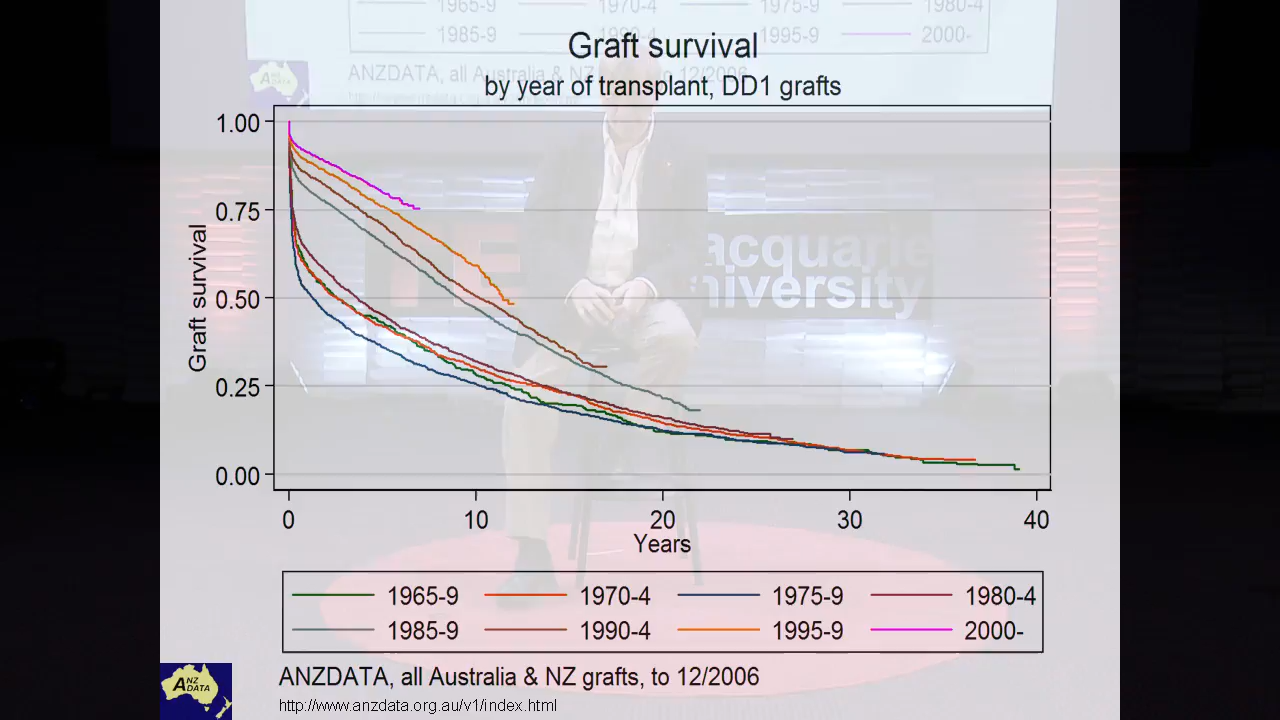 1965-9 1970-4 1975-9 1980-4
1985-9 1990-4 1995-9 2000-
ANZDATA, all Australia & NZ grafts, to 12/2006
Graft survival
by year of transplant, DD1 grafts
1.00
0.75
0.50
0.25
0.00
Graft survival
0 10 20 30 40
Years
1965-9 1970-4 1975-9 1980-4
1985-9 1990-4 1995-9 2000-
ANZDATA, all Australia & NZ grafts, to 12/2006
http://www.anzdata.org.au/v1/index.html
ANZ
DATA
acquarie
niversity